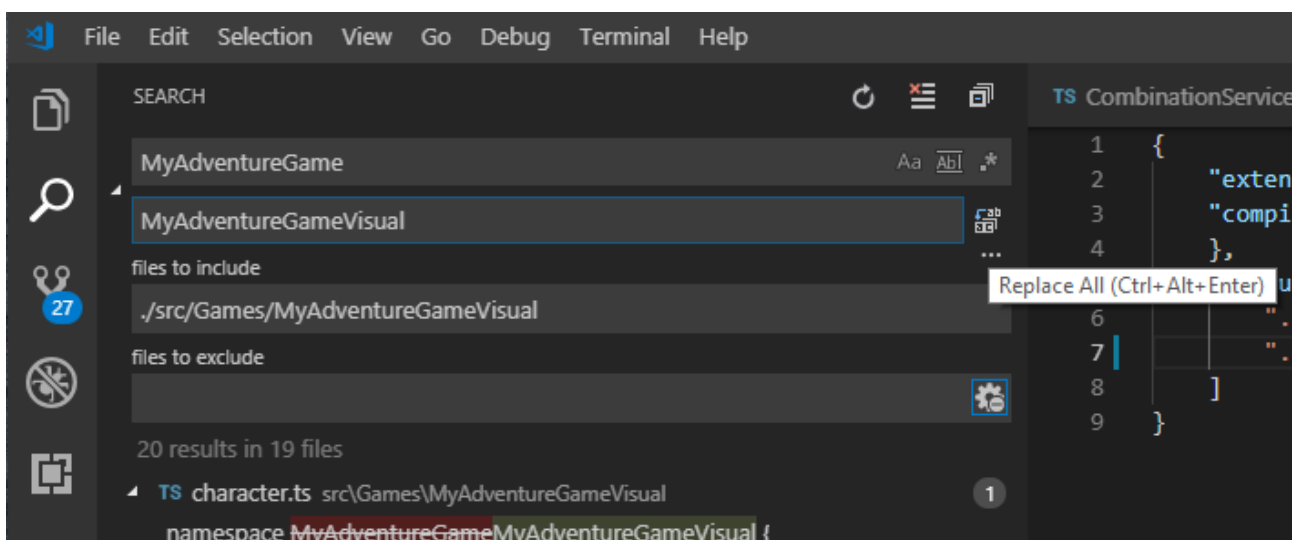 File Edit Selection View Go Debug Terminal Help
SEARCH
TS CombinationService
MyAdventureGame
Aa Abl .*
MyAdventureGameVisual
files to include
...
Replace All (Ctrl+Alt+Enter)
27
./src/Games/MyAdventureGameVisual
files to exclude
20 results in 19 files
TS character.ts src\Games\MyAdventureGameVisual 1
namespace MyAdventureGameMyAdventureGameVisual {
1 {
2 "exten
3 "compi
4 },
u
6 ".
7 ".
8 ]
9 }